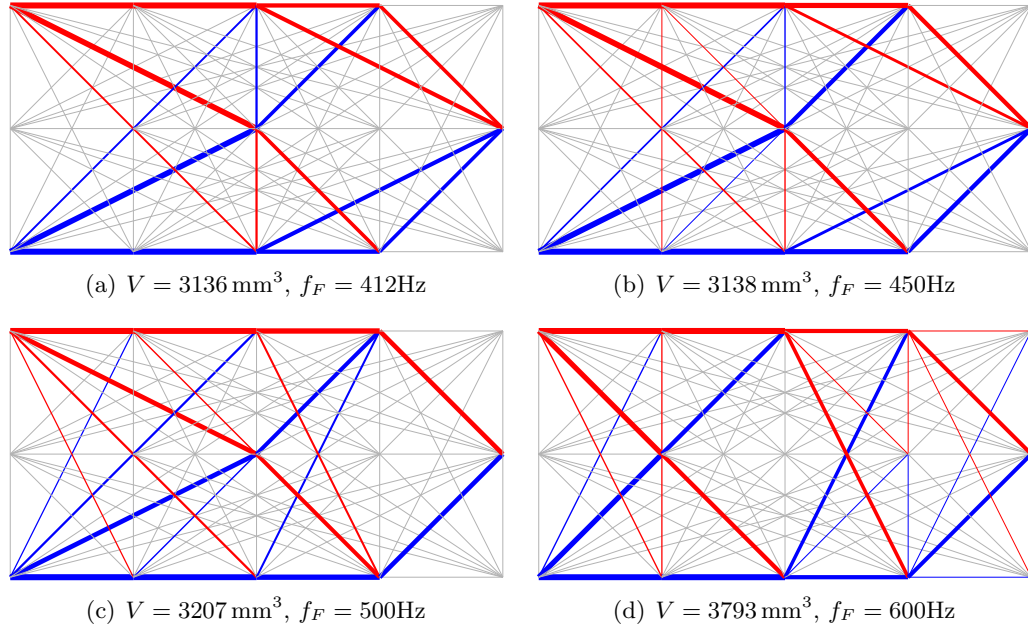 (a) V = 3136 mm³, f_F = 412Hz
(b) V = 3138 mm³, f_F = 450Hz
(c) V = 3207 mm³, f_F = 500Hz
(d) V = 3793 mm³, f_F = 600Hz